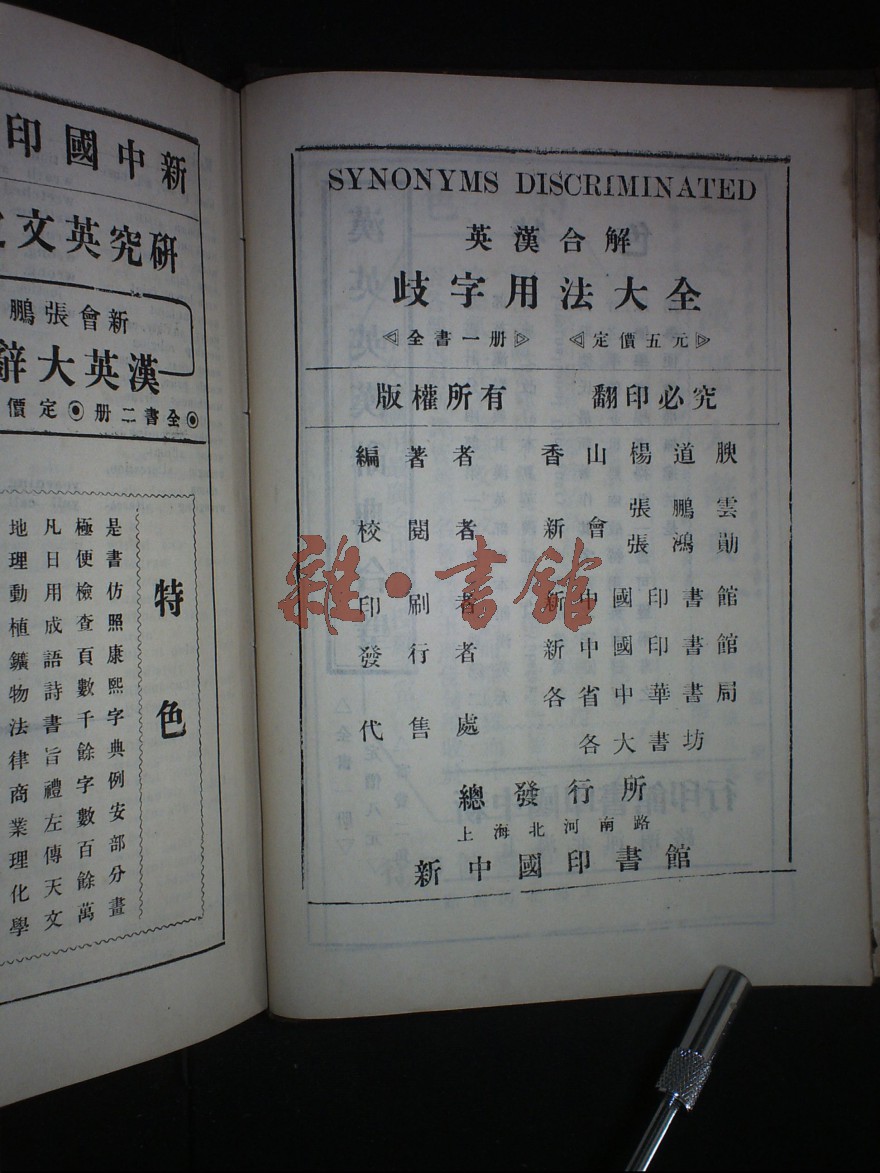 SYNONYMS DISCRIMINATED
英漢合解
歧字用法大全
全書一册 定價五元
版權所有 翻印必究
編著者 香山楊道腴
校閱者 新會 張鵬雲
張鴻勛
印刷者 新中國印書館
發行者 新中國印書館
代售處 各省中華書局
各大書坊
總發行所
上海北河南路
新中國印書館
雜·書館
新中國印
研究英文
新會張鵬
漢英大辭
全書二册 定價
特色
是書仿照康熙字典例安部分畫
極便檢查頁數千餘字數百餘萬
凡日用成語詩書旨禮左傳天文
地理動植鑛物法律商業理化學